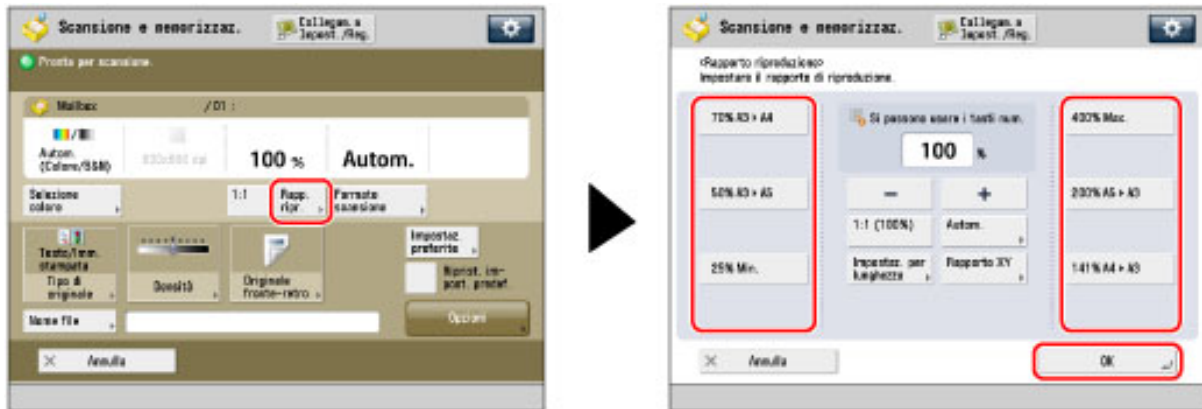 Scansione e memorizzaz.
Collegam. a
Impost./Reg.
Pronto per scansione.
Mailbox /01 :
Autom.
(Colore/B&N)
100 %
Autom.
Selezione
colore
1:1
Rapp.
ripr.
Formato
scansione
Testo/Imm.
stampata
Tipo di
originale
Densità
Originale
fronte-retro
Impostaz.
preferite
Riprist. im-
post. predef.
Nome file
Opzioni
Annulla
Scansione e memorizzaz.
Collegam. a
Impost./Reg.
<Rapporto riproduzione>
Impostare il rapporto di riproduzione.
70% A3 ▸ A4
50% A3 ▸ A5
25% Min.
Si possono usare i tasti num.
100 %
− +
1:1 (100%)
Autom.
Impostaz. per
lunghezza
Rapporto XY
400% Max.
200% A5 ▸ A3
141% A4 ▸ A3
Annulla
OK